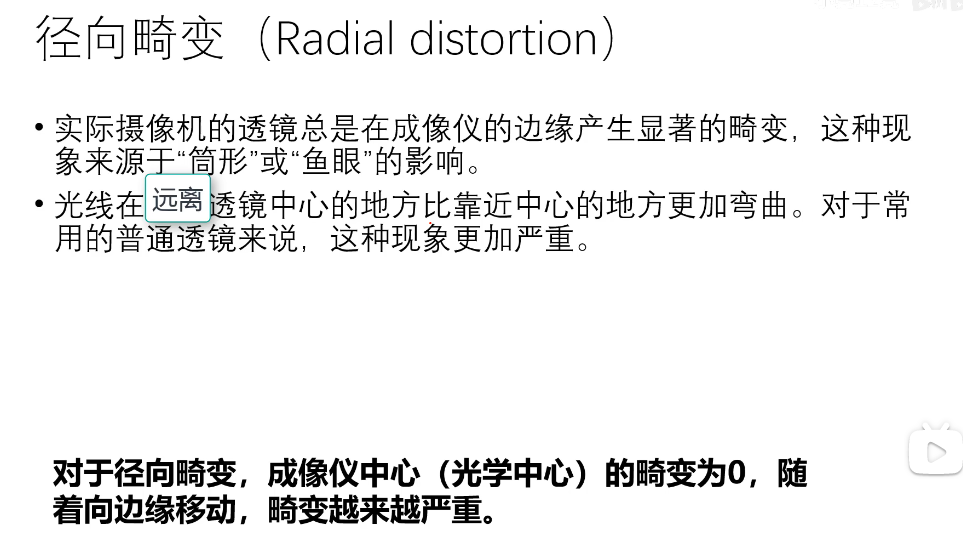 径向畸变（Radial distortion）
• 实际摄像机的透镜总是在成像仪的边缘产生显著的畸变，这种现
象来源于“筒形”或“鱼眼”的影响。
• 光线在远离透镜中心的地方比靠近中心的地方更加弯曲。对于常
用的普通透镜来说，这种现象更加严重。
对于径向畸变，成像仪中心（光学中心）的畸变为0，随
着向边缘移动，畸变越来越严重。